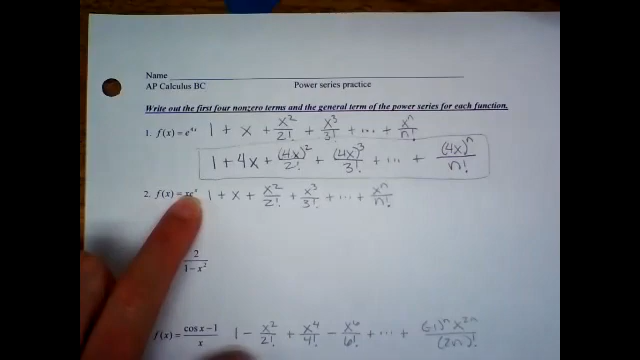 Name
AP Calculus BC Power series practice
Write out the first four nonzero terms and the general term of the power series for each function.
1. f(x) = e^{4x} 1 + x + x²/2! + x³/3! + ... + xⁿ/n!
1 + 4x + (4x)²/2! + (4x)³/3! + ... + (4x)ⁿ/n!
2. f(x) = xeˣ 1 + x + x²/2! + x³/3! + ... + xⁿ/n!
2/(1 − x²)
f(x) = (cos x − 1)/x 1 − x²/2! + x⁴/4! − x⁶/6! + ... + (-1)ⁿ x²ⁿ/(2n)!